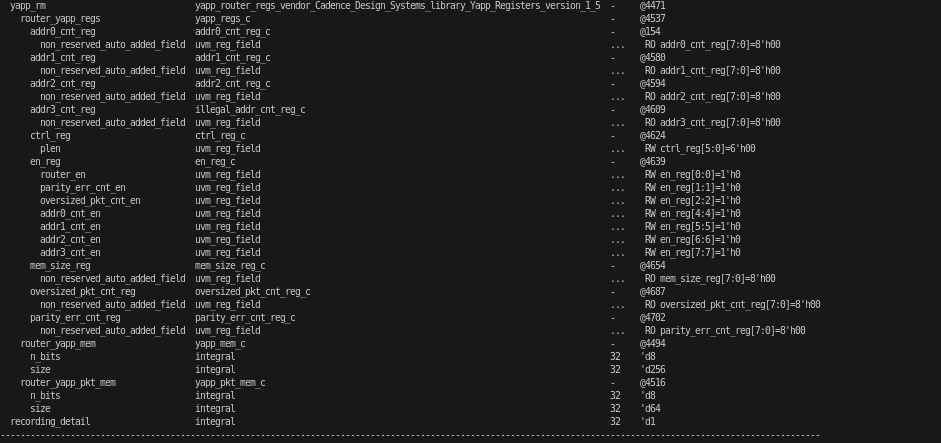 yapp_rm yapp_router_regs_vendor_Cadence_Design_Systems_library_Yapp_Registers_version_1_5 - @4471
router_yapp_regs yapp_regs_c - @4537
addr0_cnt_reg addr0_cnt_reg_c - @154
non_reserved_auto_added_field uvm_reg_field ... RO addr0_cnt_reg[7:0]=8'h00
addr1_cnt_reg addr1_cnt_reg_c - @4580
non_reserved_auto_added_field uvm_reg_field ... RO addr1_cnt_reg[7:0]=8'h00
addr2_cnt_reg addr2_cnt_reg_c - @4594
non_reserved_auto_added_field uvm_reg_field ... RO addr2_cnt_reg[7:0]=8'h00
addr3_cnt_reg illegal_addr_cnt_reg_c - @4609
non_reserved_auto_added_field uvm_reg_field ... RO addr3_cnt_reg[7:0]=8'h00
ctrl_reg ctrl_reg_c - @4624
plen uvm_reg_field ... RW ctrl_reg[5:0]=6'h00
en_reg en_reg_c - @4639
router_en uvm_reg_field ... RW en_reg[0:0]=1'h0
parity_err_cnt_en uvm_reg_field ... RW en_reg[1:1]=1'h0
oversized_pkt_cnt_en uvm_reg_field ... RW en_reg[2:2]=1'h0
addr0_cnt_en uvm_reg_field ... RW en_reg[4:4]=1'h0
addr1_cnt_en uvm_reg_field ... RW en_reg[5:5]=1'h0
addr2_cnt_en uvm_reg_field ... RW en_reg[6:6]=1'h0
addr3_cnt_en uvm_reg_field ... RW en_reg[7:7]=1'h0
mem_size_reg mem_size_reg_c - @4654
non_reserved_auto_added_field uvm_reg_field ... RO mem_size_reg[7:0]=8'h00
oversized_pkt_cnt_reg oversized_pkt_cnt_reg_c - @4687
non_reserved_auto_added_field uvm_reg_field ... RO oversized_pkt_cnt_reg[7:0]=8'h00
parity_err_cnt_reg parity_err_cnt_reg_c - @4702
non_reserved_auto_added_field uvm_reg_field ... RO parity_err_cnt_reg[7:0]=8'h00
router_yapp_mem yapp_mem_c - @4494
n_bits integral 32 'd8
size integral 32 'd256
router_yapp_pkt_mem yapp_pkt_mem_c - @4516
n_bits integral 32 'd8
size integral 32 'd64
recording_detail integral 32 'd1